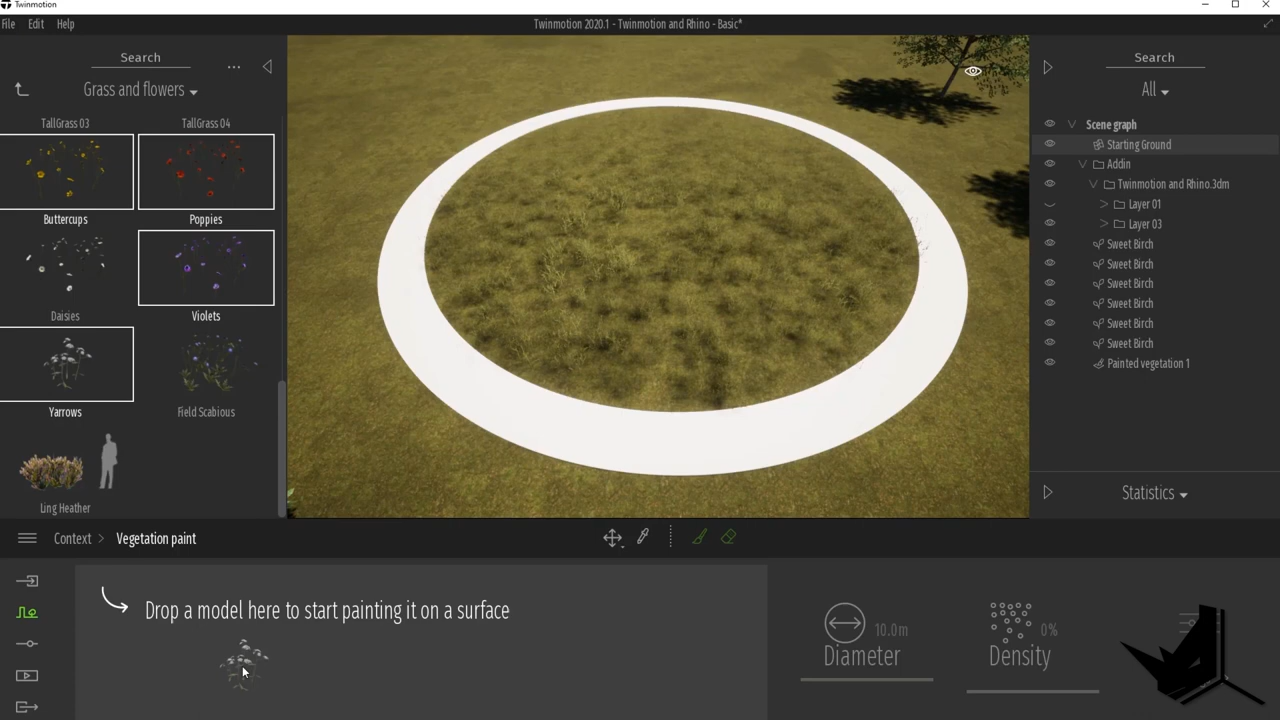 Twinmotion
File Edit Help
Twinmotion 2020.1 - Twinmotion and Rhino - Basic*
Search
Grass and flowers
TallGrass 03
TallGrass 04
Buttercups
Poppies
Daisies
Violets
Yarrows
Field Scabious
Ling Heather
Search
All
Scene graph
Starting Ground
Addin
Twinmotion and Rhino.3dm
Layer 01
Layer 03
Sweet Birch
Sweet Birch
Sweet Birch
Sweet Birch
Sweet Birch
Sweet Birch
Painted vegetation 1
Statistics
Context > Vegetation paint
Drop a model here to start painting it on a surface
10.0m
Diameter
0%
Density